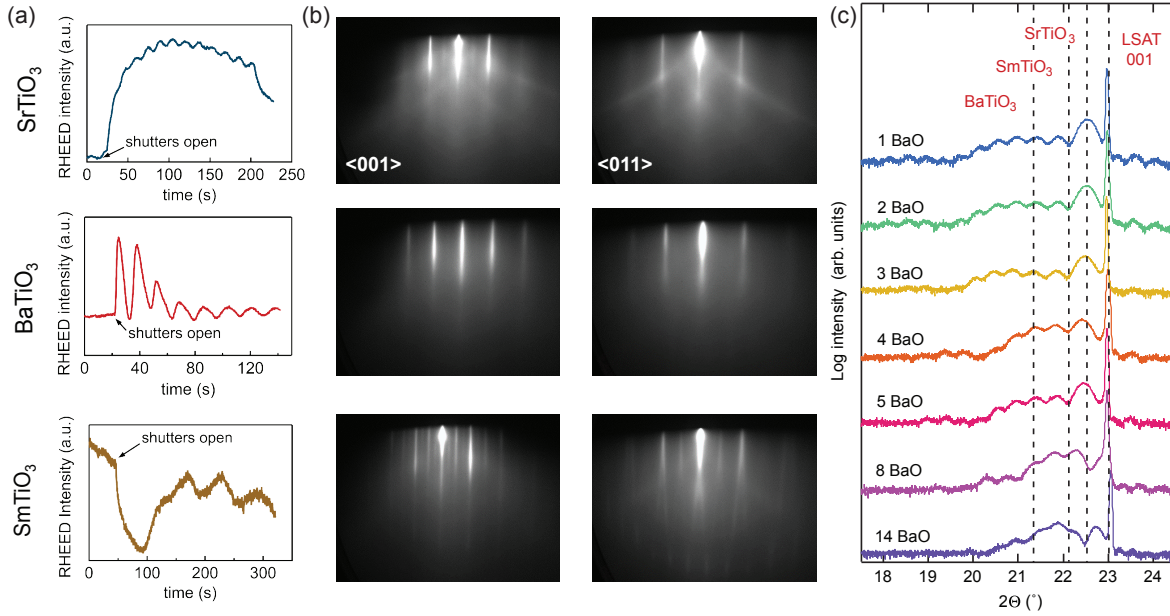 (a)
(b)
(c)
SrTiO₃
RHEED intensity (a.u.)
shutters open
0 50 100 150 200 250
time (s)
<001>
<011>
BaTiO₃
RHEED intensity (a.u.)
shutters open
0 40 80 120
time (s)
SmTiO₃
RHEED Intensity (a.u.)
shutters open
0 100 200 300
time (s)
Log intensity (arb. units)
SrTiO₃
LSAT
001
SmTiO₃
BaTiO₃
1 BaO
2 BaO
3 BaO
4 BaO
5 BaO
8 BaO
14 BaO
18 19 20 21 22 23 24
2Θ (°)